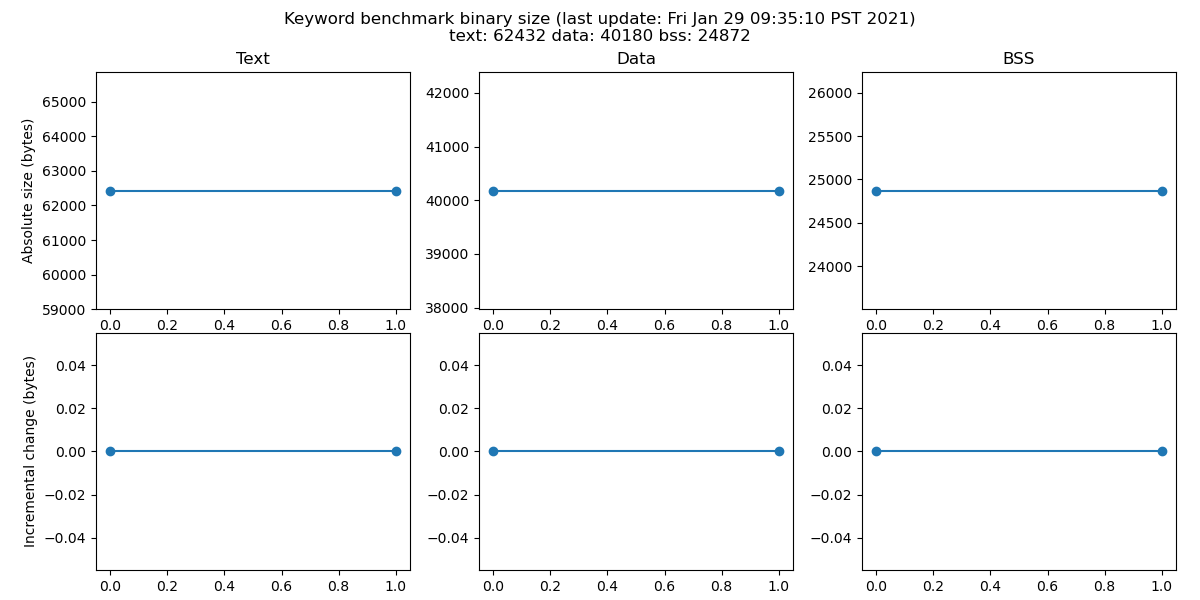 Keyword benchmark binary size (last update: Fri Jan 29 09:35:10 PST 2021)
text: 62432 data: 40180 bss: 24872
Text
Data
BSS
Absolute size (bytes)
65000
64000
63000
62000
61000
60000
59000
0.0 0.2 0.4 0.6 0.8 1.0
42000
41000
40000
39000
38000
0.0 0.2 0.4 0.6 0.8 1.0
26000
25500
25000
24500
24000
0.0 0.2 0.4 0.6 0.8 1.0
Incremental change (bytes)
0.04
0.02
0.00
−0.02
−0.04
0.0 0.2 0.4 0.6 0.8 1.0
0.04
0.02
0.00
−0.02
−0.04
0.0 0.2 0.4 0.6 0.8 1.0
0.04
0.02
0.00
−0.02
−0.04
0.0 0.2 0.4 0.6 0.8 1.0